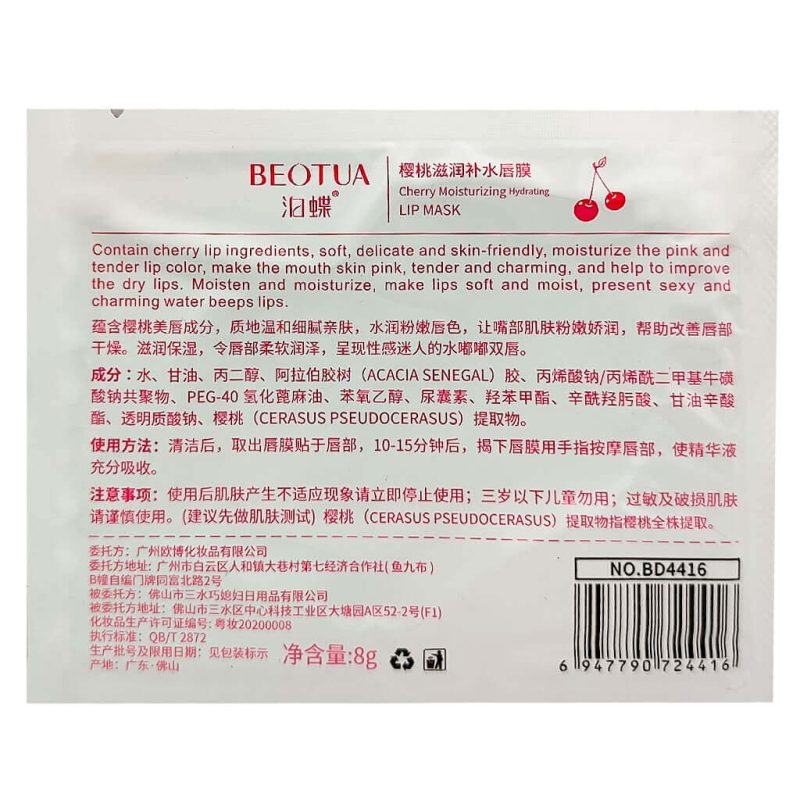 BEOTUA
泊蝶®
樱桃滋润补水唇膜
Cherry Moisturizing Hydrating
LIP MASK
Contain cherry lip ingredients, soft, delicate and skin-friendly, moisturize the pink and
tender lip color, make the mouth skin pink, tender and charming, and help to improve
the dry lips. Moisten and moisturize, make lips soft and moist, present sexy and
charming water beeps lips.
蕴含樱桃美唇成分，质地温和细腻亲肤，水润粉嫩唇色，让嘴部肌肤粉嫩娇润，帮助改善唇部
干燥。滋润保湿，令唇部柔软润泽，呈现性感迷人的水嘟嘟双唇。
成分：水、甘油、丙二醇、阿拉伯胶树（ACACIA SENEGAL）胶、丙烯酸钠/丙烯酰二甲基牛磺
酸钠共聚物、PEG-40 氢化蓖麻油、苯氧乙醇、尿囊素、羟苯甲酯、辛酰羟肟酸、甘油辛酸
酯、透明质酸钠、樱桃（CERASUS PSEUDOCERASUS）提取物。
使用方法：清洁后，取出唇膜贴于唇部，10-15分钟后，揭下唇膜用手指按摩唇部，使精华液
充分吸收。
注意事项：使用后肌肤产生不适应现象请立即停止使用；三岁以下儿童勿用；过敏及破损肌肤
请谨慎使用。(建议先做肌肤测试) 樱桃（CERASUS PSEUDOCERASUS）提取物指樱桃全株提取。
委托方：广州欧博化妆品有限公司
委托方地址：广州市白云区人和镇大巷村第七经济合作社( 鱼九布 )
B幢自编门牌同富北路2号
被委托方：佛山市三水巧媳妇日用品有限公司
被委托方地址：佛山市三水区中心科技工业区大塘园A区52-2号(F1)
化妆品生产许可证编号: 粤妆20200008
执行标准：QB/T 2872
生产批号及限用日期：见包装标示
产地：广东·佛山
净含量:8g
NO.BD4416
6 947790 724416